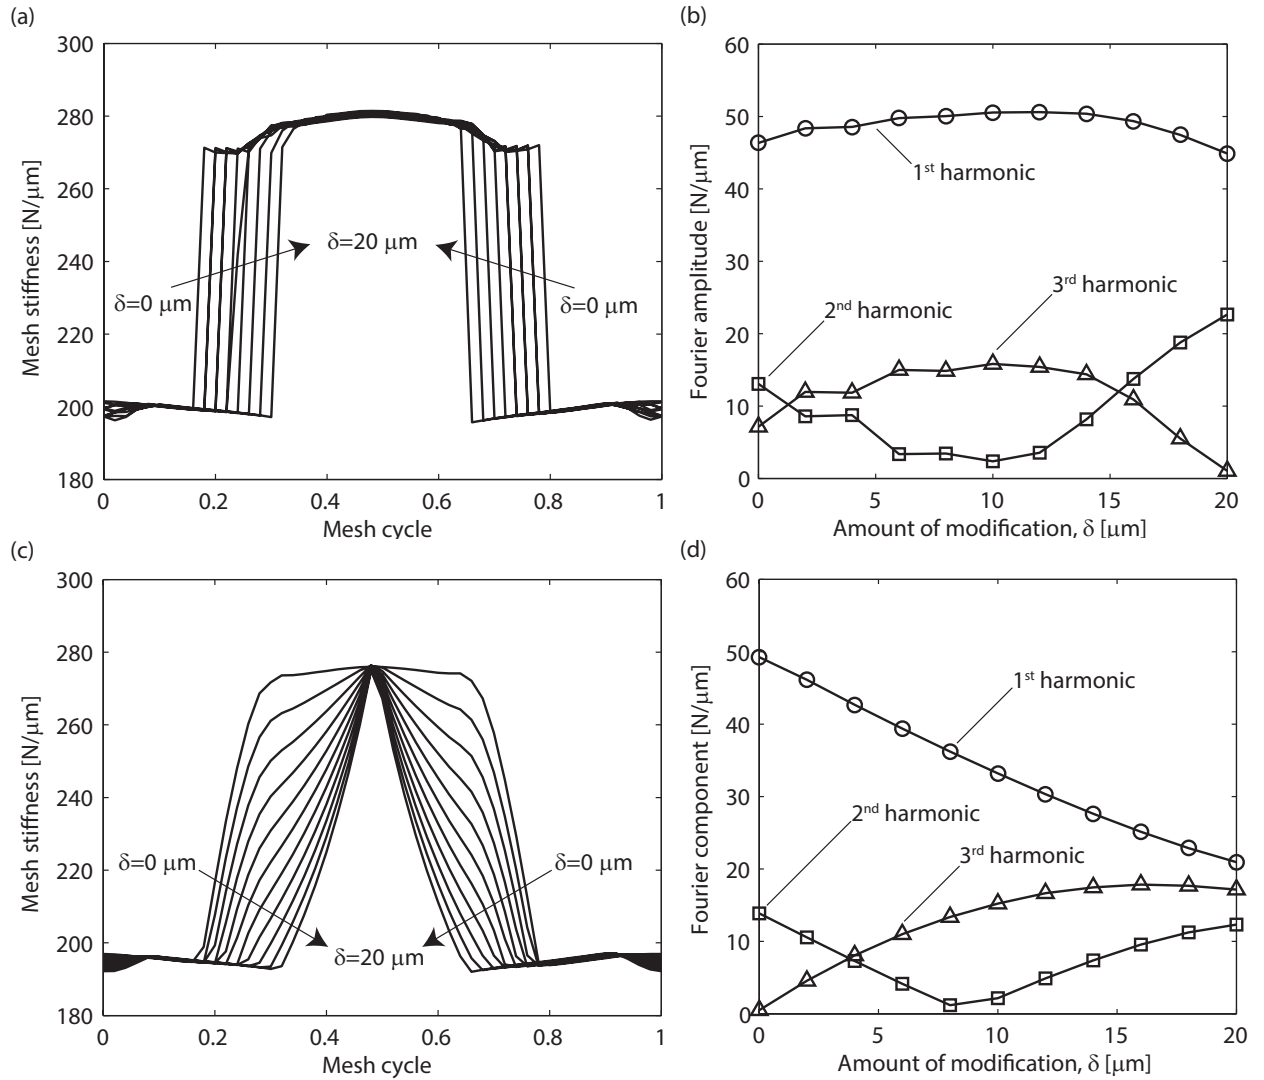 (a)
300
280
260
240
220
200
180
Mesh stiffness [N/μm]
δ=20 μm
δ=0 μm
δ=0 μm
0
0.2
0.4
0.6
0.8
1
Mesh cycle
(b)
60
50
40
30
20
10
0
Fourier amplitude [N/μm]
1st harmonic
3rd harmonic
2nd harmonic
0
5
10
15
20
Amount of modification, δ [μm]
(c)
300
280
260
240
220
200
180
Mesh stiffness [N/μm]
δ=0 μm
δ=0 μm
δ=20 μm
0
0.2
0.4
0.6
0.8
1
Mesh cycle
(d)
60
50
40
30
20
10
0
Fourier component [N/μm]
1st harmonic
2nd harmonic
3rd harmonic
0
5
10
15
20
Amount of modification, δ [μm]